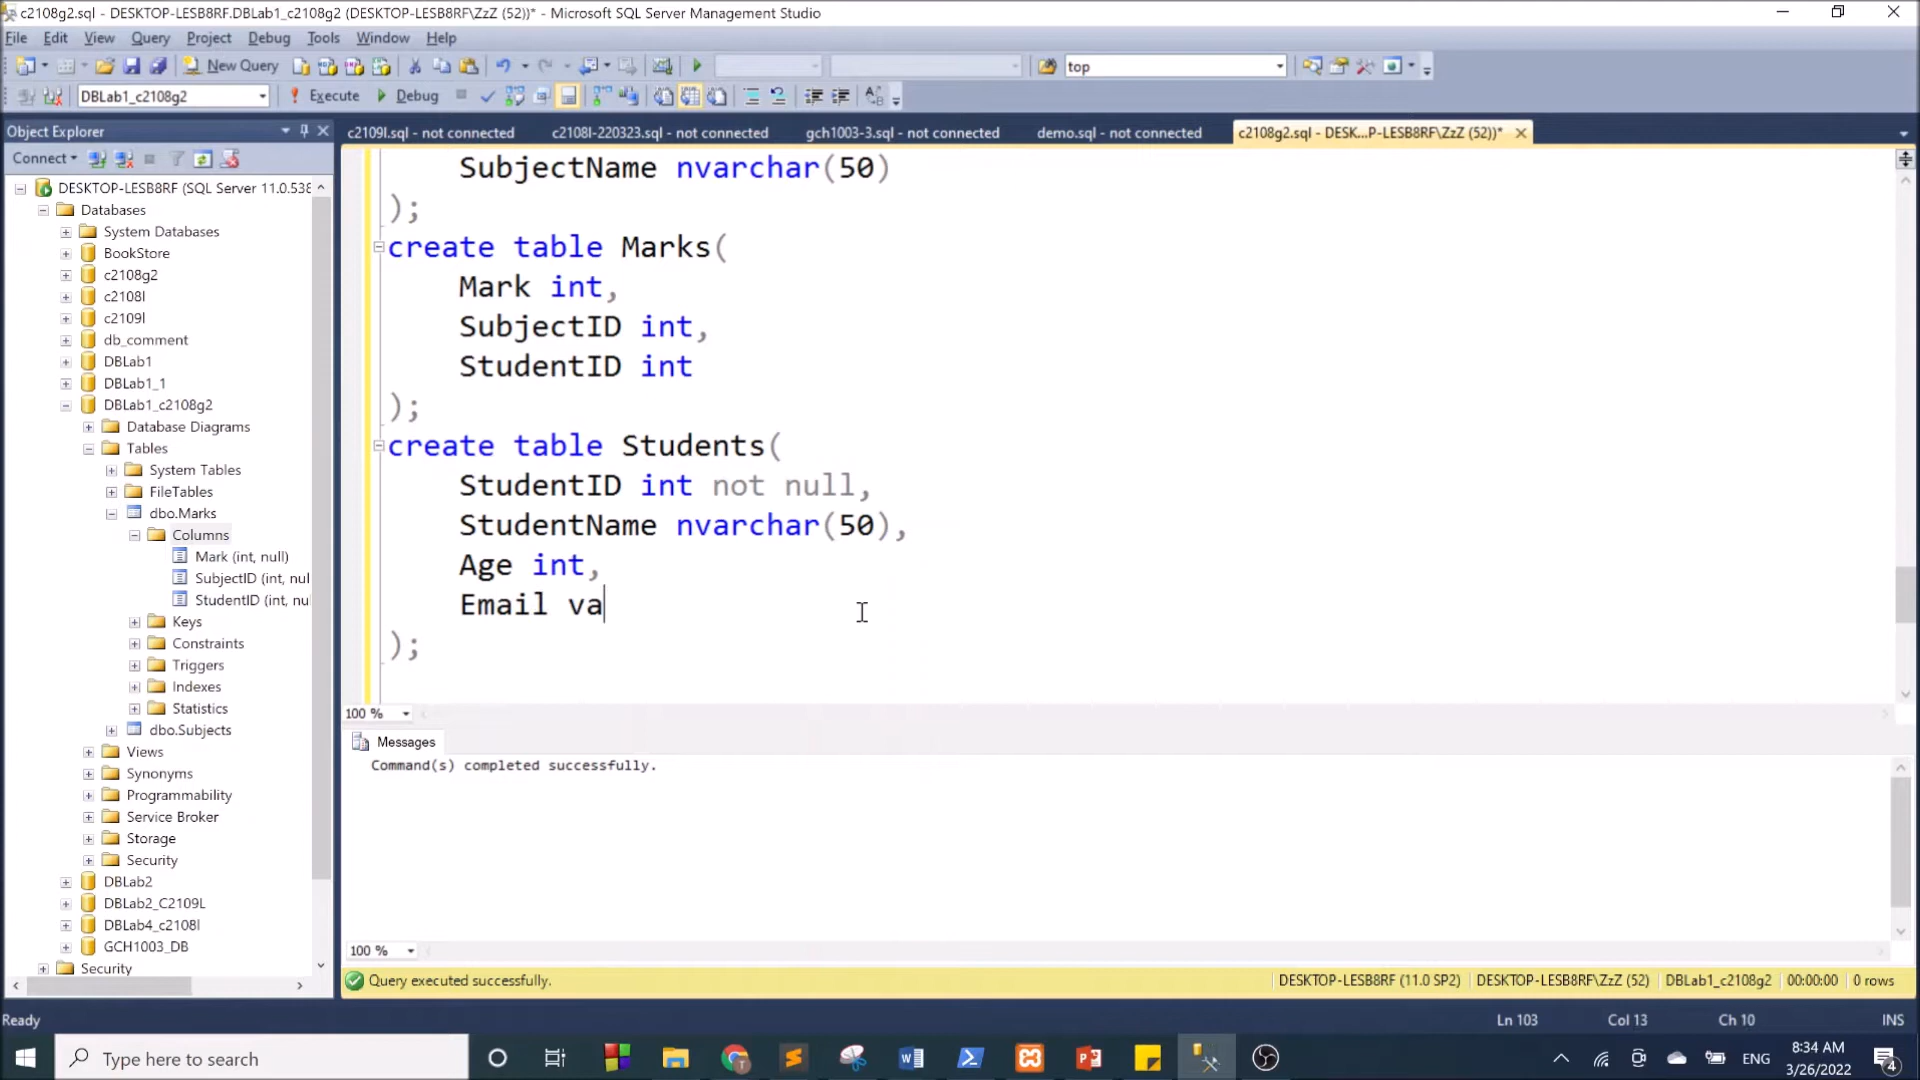 c2108g2.sql - DESKTOP-LESB8RF.DBLab1_c2108g2 (DESKTOP-LESB8RF\ZzZ (52))* - Microsoft SQL Server Management Studio
File Edit View Query Project Debug Tools Window Help
New Query top
DBLab1_c2108g2 Execute Debug
Object Explorer
Connect
DESKTOP-LESB8RF (SQL Server 11.0.538
Databases
System Databases
BookStore
c2108g2
c2108l
c2109l
db_comment
DBLab1
DBLab1_1
DBLab1_c2108g2
Database Diagrams
Tables
System Tables
FileTables
dbo.Marks
Columns
Mark (int, null)
SubjectID (int, nul
StudentID (int, nu
Keys
Constraints
Triggers
Indexes
Statistics
dbo.Subjects
Views
Synonyms
Programmability
Service Broker
Storage
Security
DBLab2
DBLab2_C2109L
DBLab4_c2108l
GCH1003_DB
Security
c2109l.sql - not connected c2108l-220323.sql - not connected gch1003-3.sql - not connected demo.sql - not connected c2108g2.sql - DESK...P-LESB8RF\ZzZ (52))*
SubjectName nvarchar(50)
);
create table Marks(
Mark int,
SubjectID int,
StudentID int
);
create table Students(
StudentID int not null,
StudentName nvarchar(50),
Age int,
Email va
);
100 %
Messages
Command(s) completed successfully.
100 %
Query executed successfully. DESKTOP-LESB8RF (11.0 SP2) DESKTOP-LESB8RF\ZzZ (52) DBLab1_c2108g2 00:00:00 0 rows
Ready Ln 103 Col 13 Ch 10 INS
Type here to search
ENG
8:34 AM
3/26/2022
4